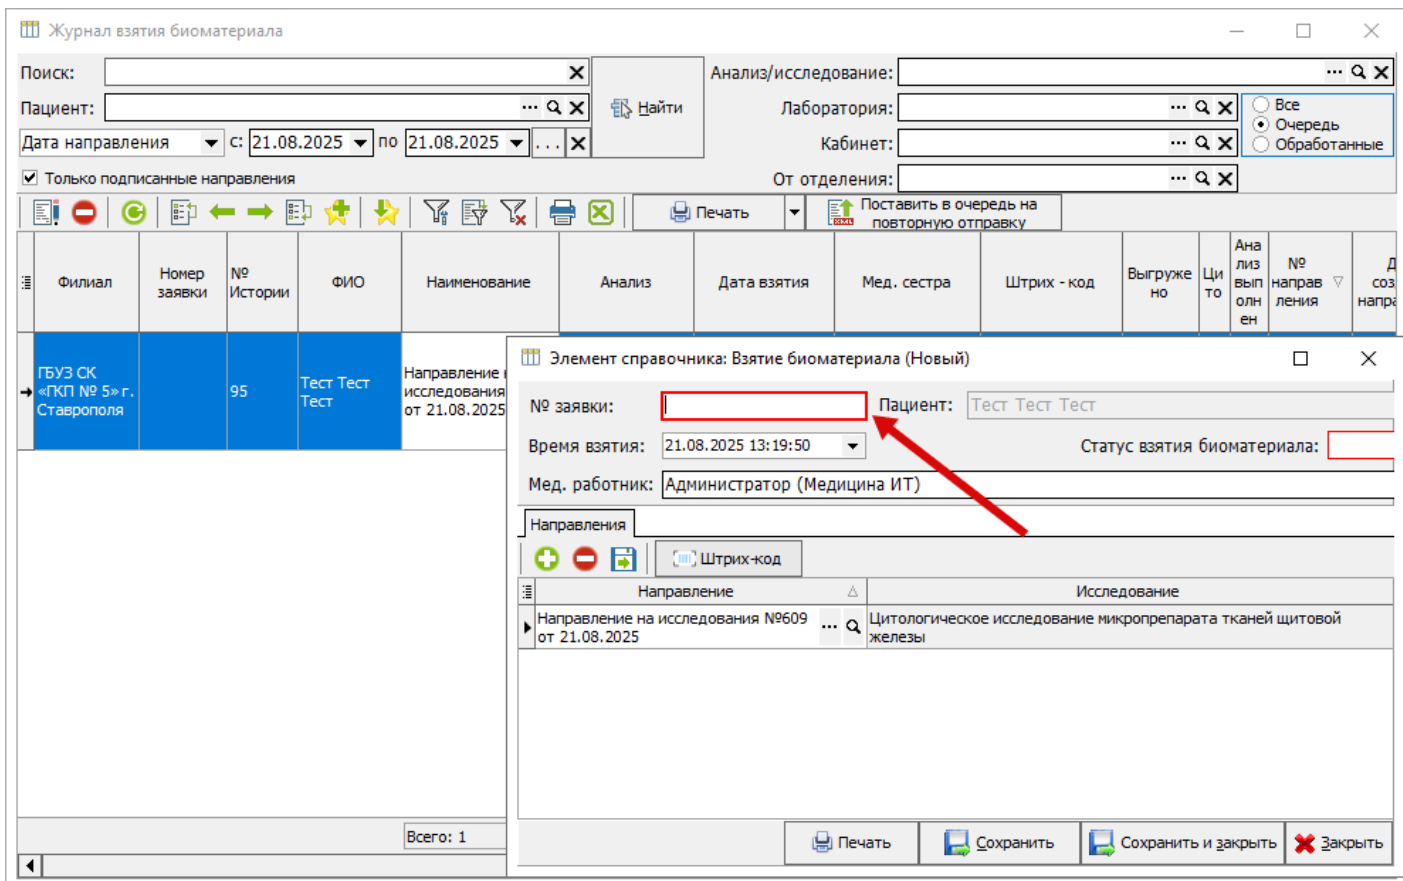 Журнал взятия биоматериала
Поиск:
Анализ/исследование:
Пациент:
Найти
Лаборатория:
Все
Очередь
Обработанные
Дата направления
с: 21.08.2025 по 21.08.2025
...
Кабинет:
Только подписанные направления
От отделения:
Печать
Поставить в очередь на
повторную отправку
Филиал
Номер
заявки
№
Истории
ФИО
Наименование
Анализ
Дата взятия
Мед. сестра
Штрих - код
Выгруже
но
Ци
то
Ана
лиз
вып
олн
ен
№
направ
ления
Д
соз
напра
ГБУЗ СК
«ГКП № 5» г.
Ставрополя
95
Тест Тест
Тест
Направление
исследования
от 21.08.2025
Всего: 1
Элемент справочника: Взятие биоматериала (Новый)
№ заявки:
Пациент: Тест Тест Тест
Время взятия: 21.08.2025 13:19:50
Статус взятия биоматериала:
Мед. работник: Администратор (Медицина ИТ)
Направления
Штрих-код
Направление
Исследование
Направление на исследования №609
от 21.08.2025
Цитологическое исследование микропрепарата тканей щитовой
железы
Печать
Сохранить
Сохранить и закрыть
Закрыть